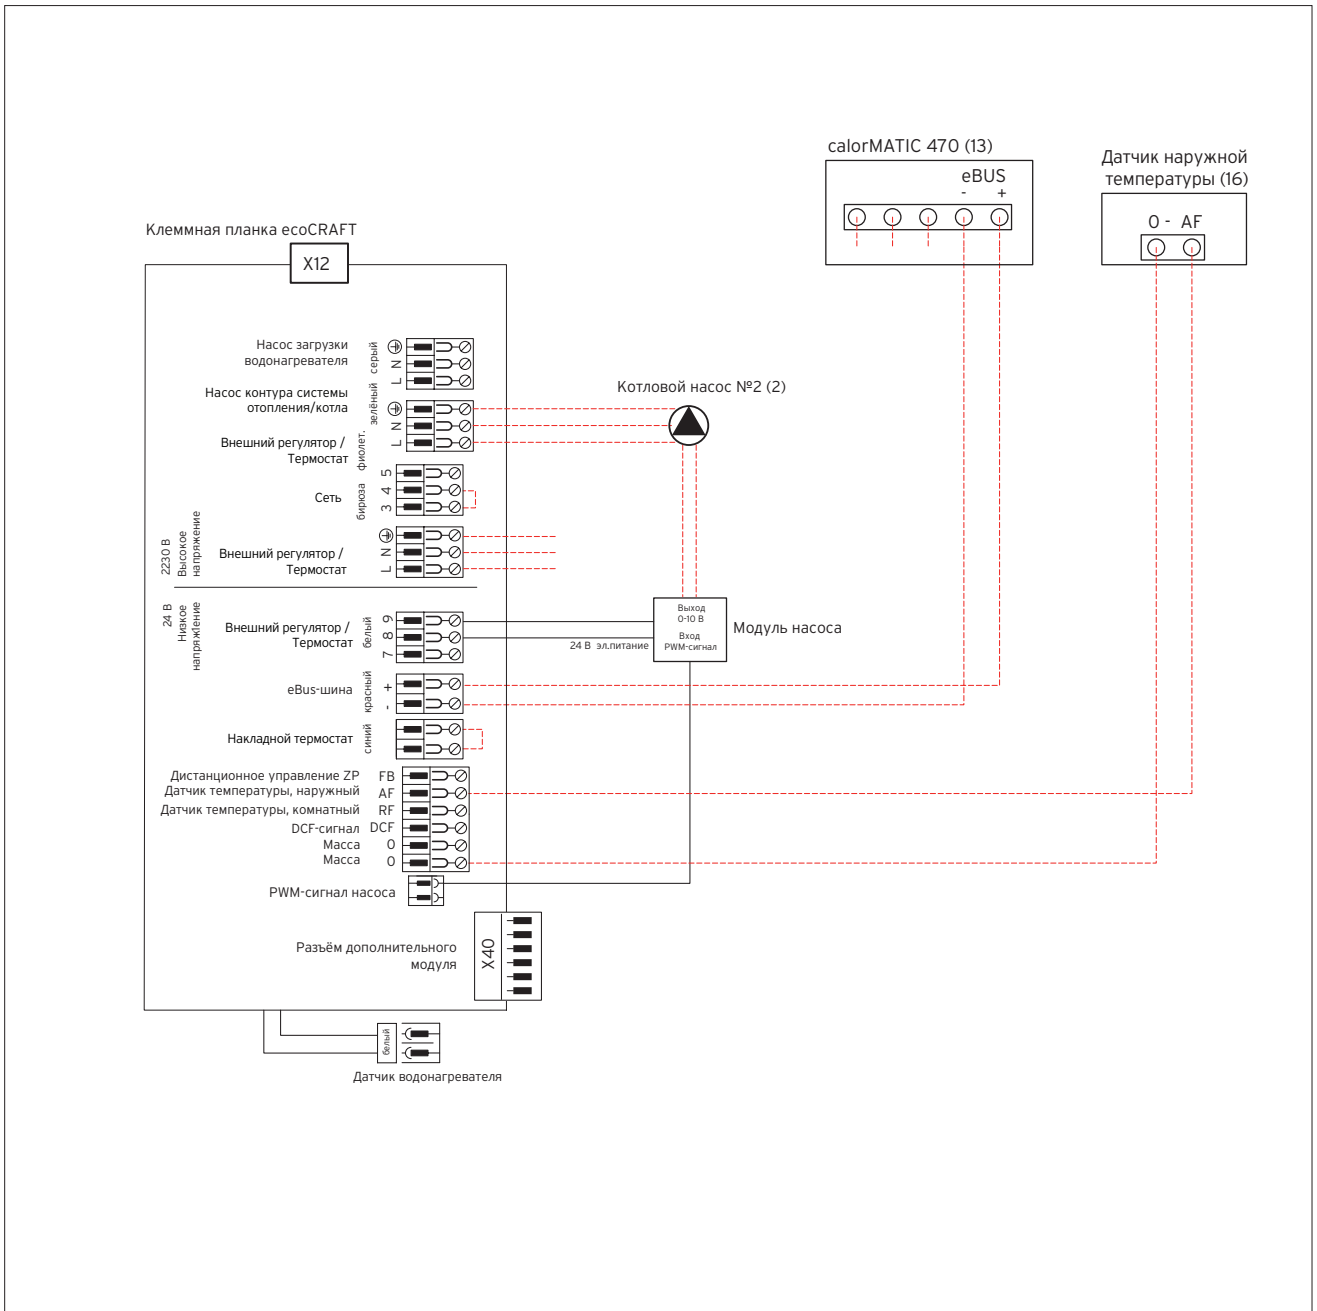 calorMATIC 470 (13)
eBUS
- +
Датчик наружной
температуры (16)
0 - AF
Клеммная планка ecoCRAFT
X12
Насос загрузки
водонагревателя
серый
L N
Насос контура системы
отопления/котла
зелёный
L N
Котловой насос №2 (2)
Внешний регулятор /
Термостат
фиолет.
Сеть
бирюза
3 4 5
2230 В
Высокое
напряжение
Внешний регулятор /
Термостат
L N
24 В
Низкое
напряжlение
Внешний регулятор /
Термостат
белый
7 8 9
24 В эл.питание
Выход
0-10 В
Вход
PWM-сигнал
Модуль насоса
eBus-шина
красный
- +
Накладной термостат
синий
Дистанционное управление ZP FB
Датчик температуры, наружный AF
Датчик температуры, комнатный RF
DCF-сигнал DCF
Масса 0
Масса 0
PWM-сигнал насоса
Разъём дополнительного
модуля
X40
белый
Датчик водонагревателя